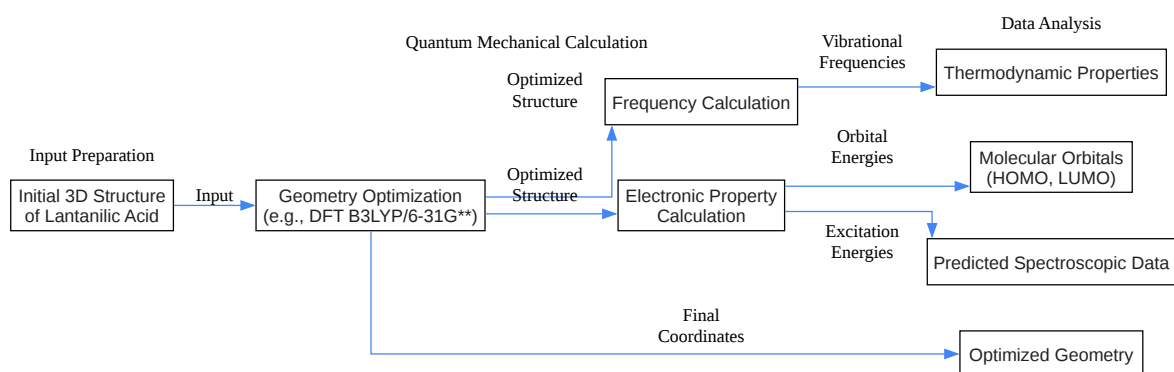 Data Analysis
Quantum Mechanical Calculation
Vibrational
Frequencies
Thermodynamic Properties
Optimized
Structure
Frequency Calculation
Orbital
Energies
Molecular Orbitals
(HOMO, LUMO)
Input Preparation
Initial 3D Structure
of Lantanilic Acid
Input
Geometry Optimization
(e.g., DFT B3LYP/6-31G**)
Optimized
Structure
Electronic Property
Calculation
Excitation
Energies
Predicted Spectroscopic Data
Final
Coordinates
Optimized Geometry